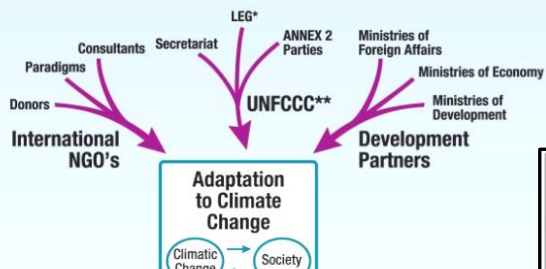 LEG*
Secretariat
ANNEX 2
Parties
Ministries of
Foreign Affairs
Consultants
Paradigms
Ministries of Economy
Donors
UNFCCC**
Ministries of
Development
International
NGO's
Development
Partners
Adaptation
to Climate
Change
Climatic
Change
Society